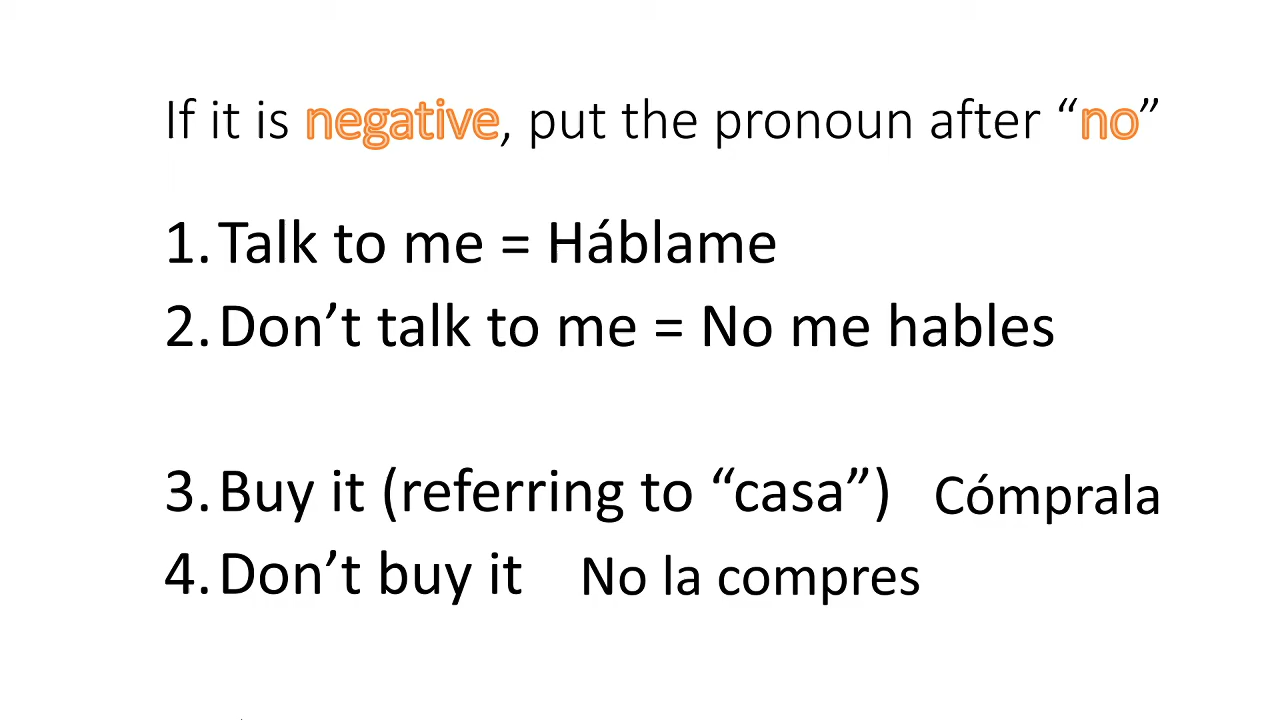 If it is negative, put the pronoun after “no”
1. Talk to me = Háblame
2. Don’t talk to me = No me hables
3. Buy it (referring to “casa”) Cómprala
4. Don’t buy it No la compres